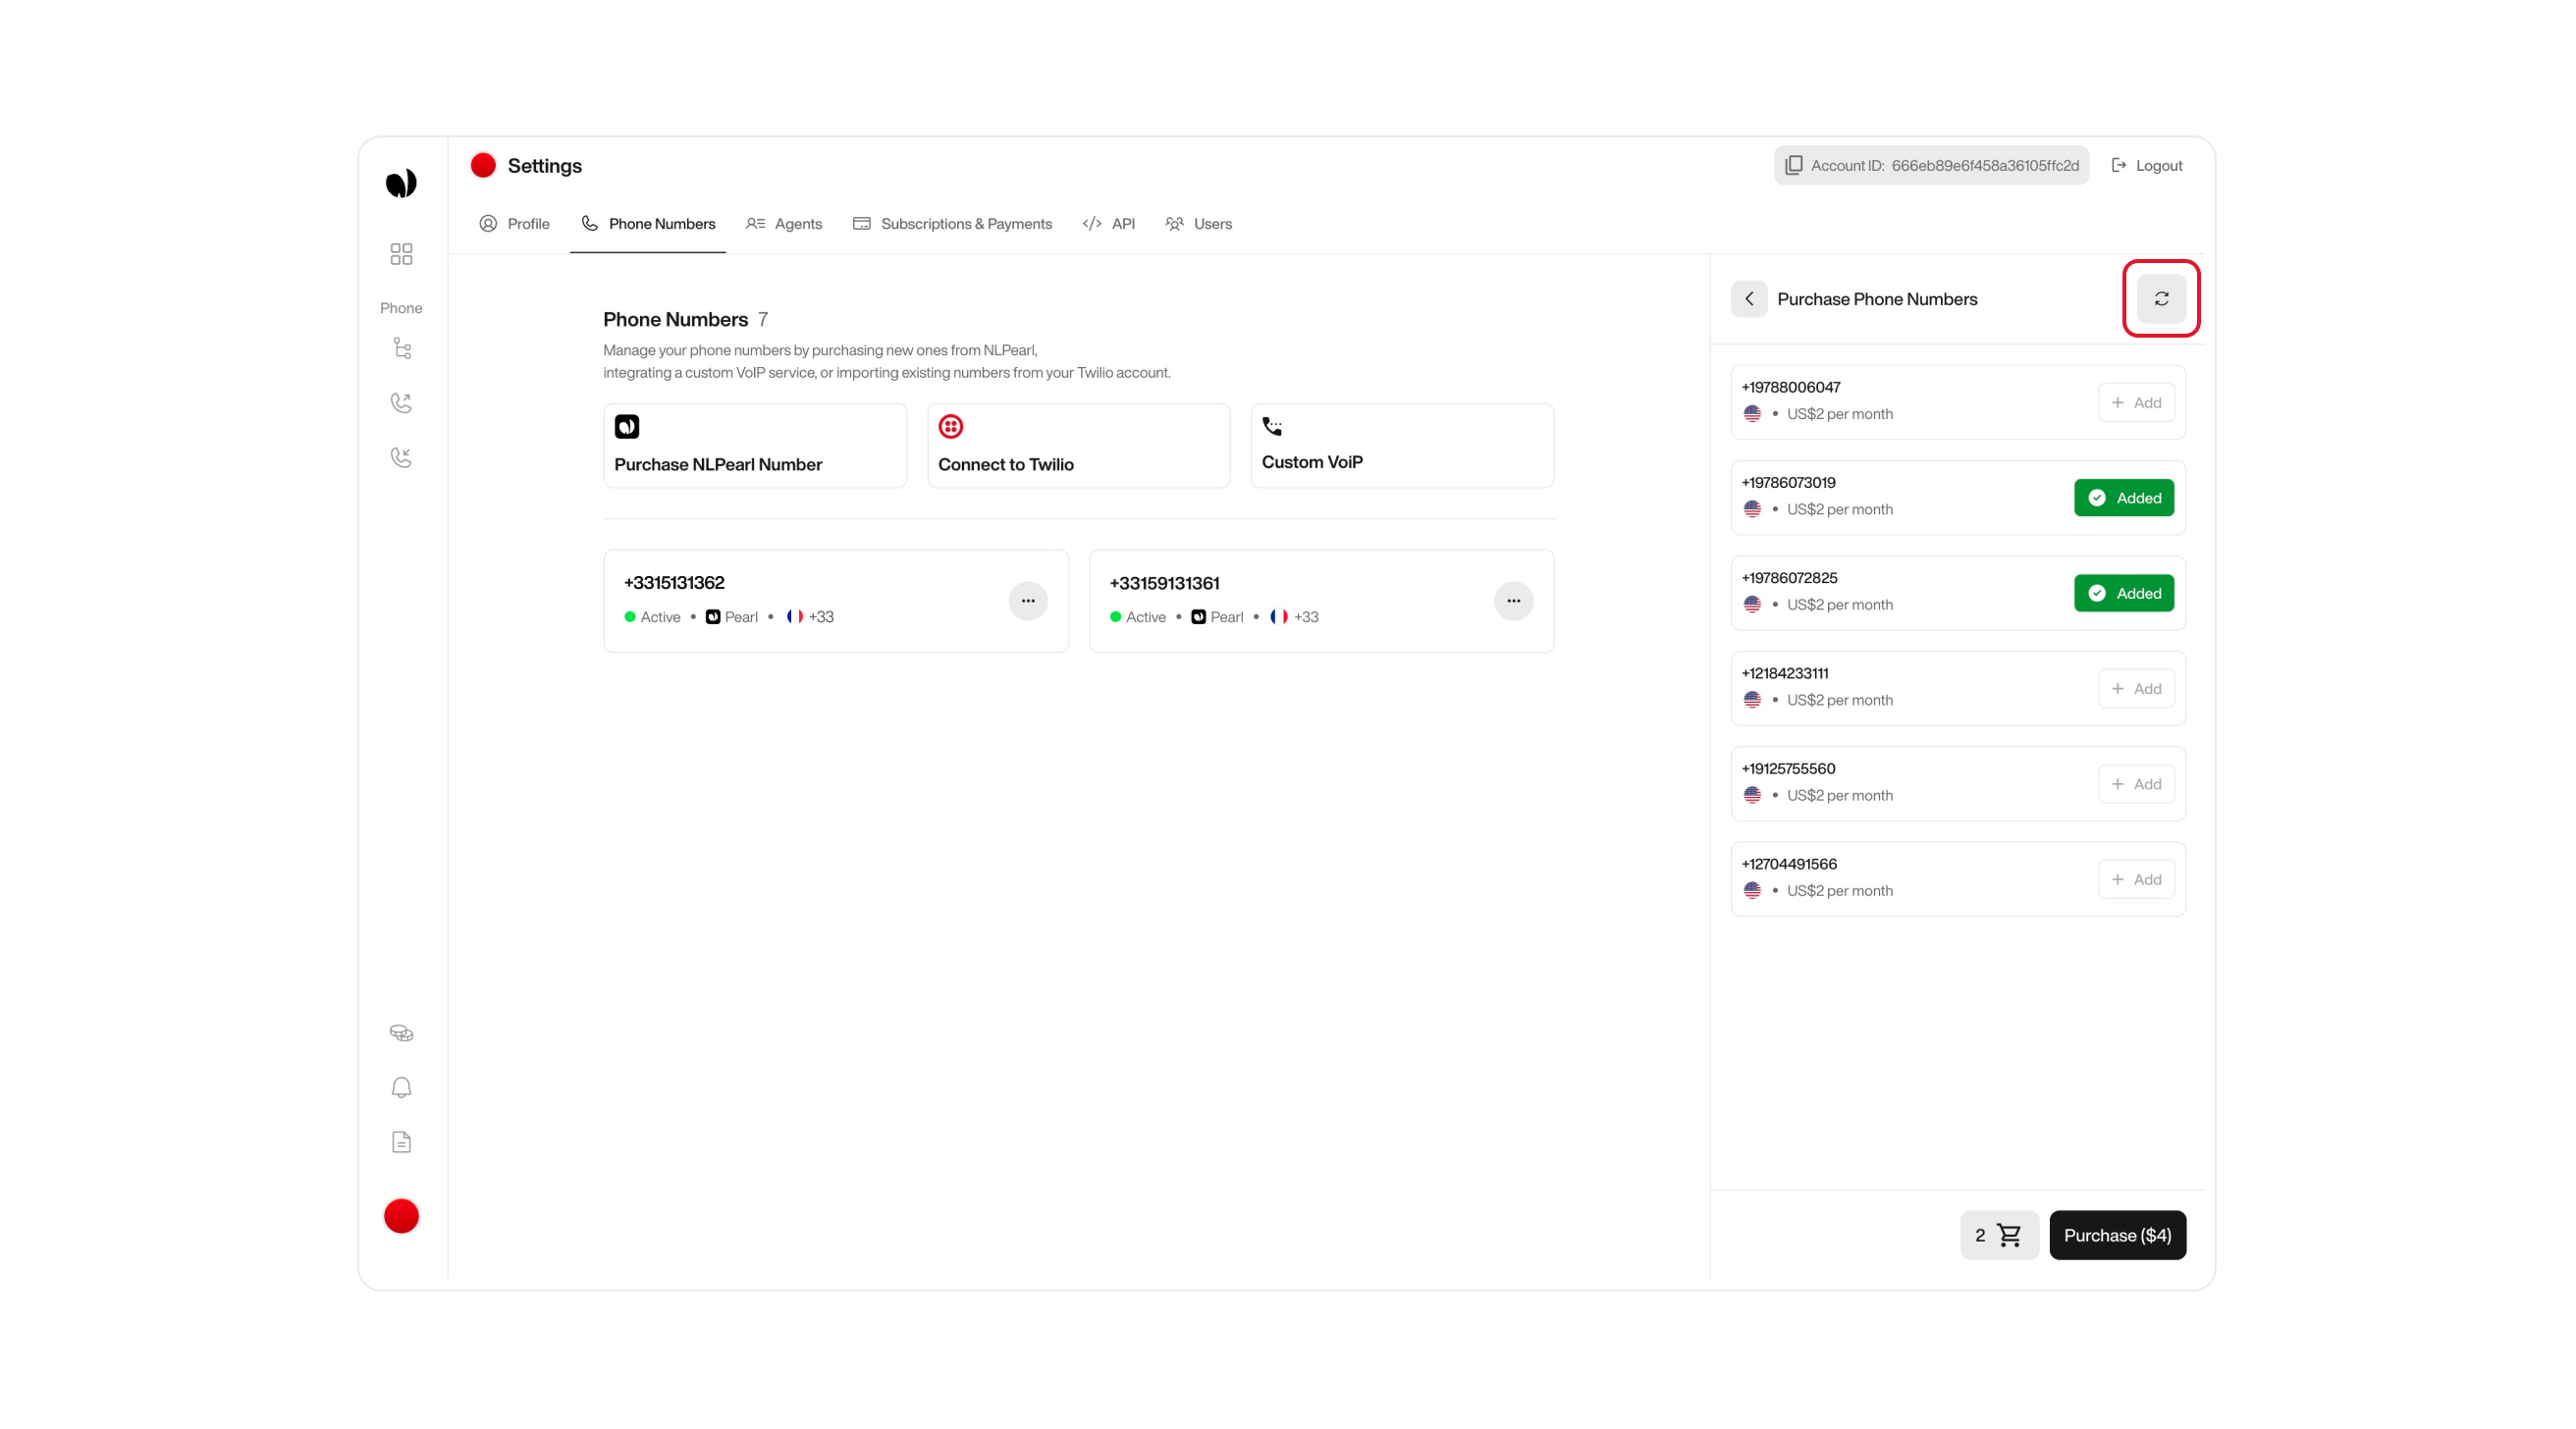 Settings
Account ID: 666eb89e6f458a36105ffc2d
Logout
Profile
Phone Numbers
Agents
Subscriptions & Payments
API
Users
Phone
Phone Numbers 7
Manage your phone numbers by purchasing new ones from NLPearl,
integrating a custom VoIP service, or importing existing numbers from your Twilio account.
Purchase NLPearl Number
Connect to Twilio
Custom VoiP
+3315131362
Active • Pearl • +33
+33159131361
Active • Pearl • +33
Purchase Phone Numbers
+19788006047
• US$2 per month
+ Add
+19786073019
• US$2 per month
Added
+19786072825
• US$2 per month
Added
+12184233111
• US$2 per month
+ Add
+19125755560
• US$2 per month
+ Add
+12704491566
• US$2 per month
+ Add
2
Purchase ($4)